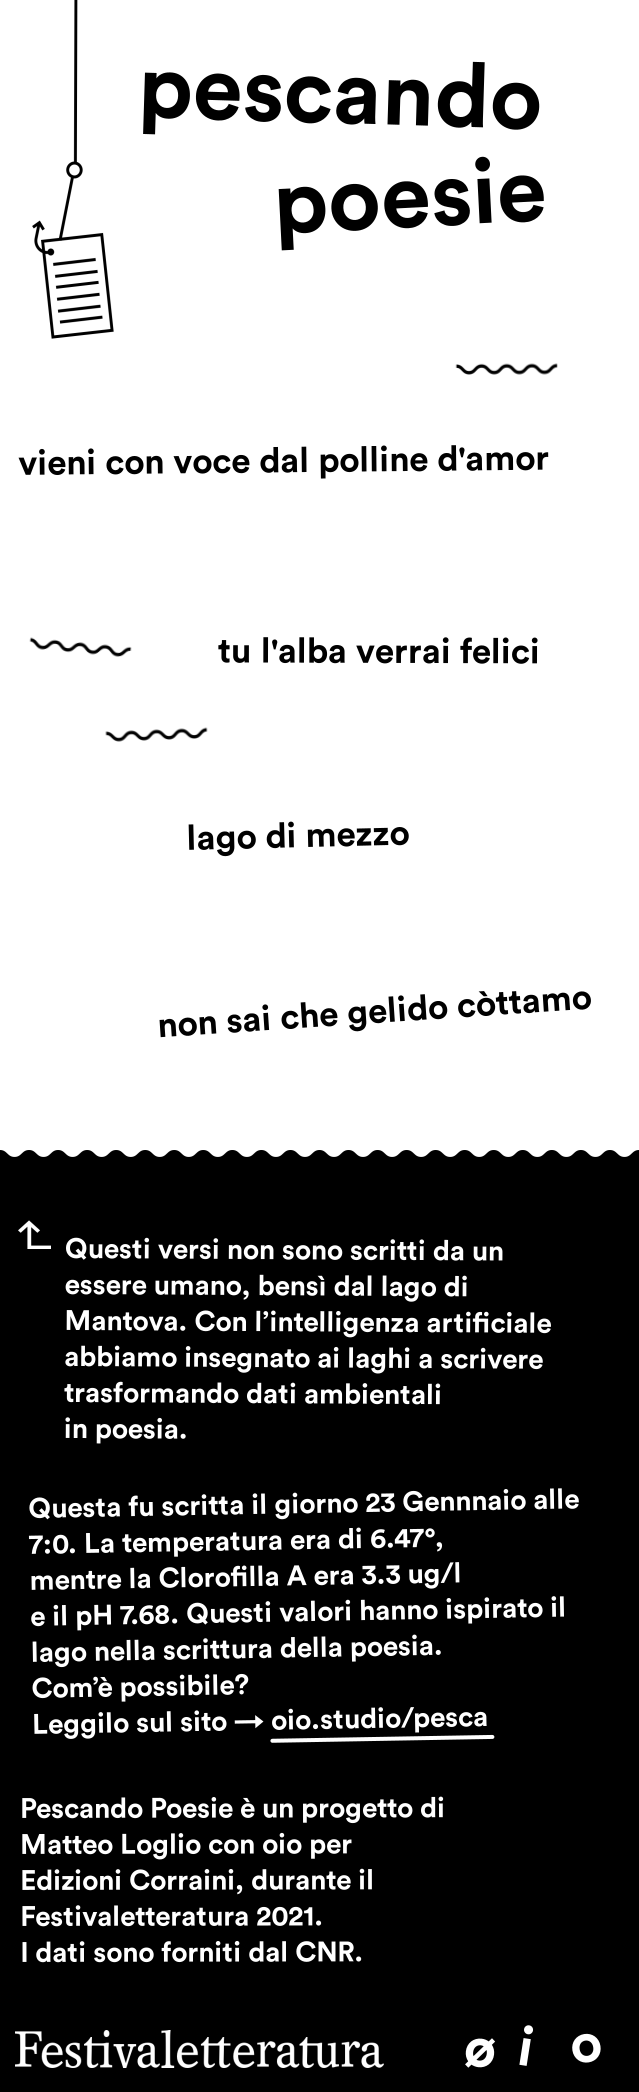 pescando
poesie
vieni con voce dal polline d'amor
tu l'alba verrai felici
lago di mezzo
non sai che gelido còttamo
Questi versi non sono scritti da un
essere umano, bensì dal lago di
Mantova. Con l’intelligenza artificiale
abbiamo insegnato ai laghi a scrivere
trasformando dati ambientali
in poesia.
Questa fu scritta il giorno 23 Gennnaio alle
7:0. La temperatura era di 6.47°,
mentre la Clorofilla A era 3.3 ug/l
e il pH 7.68. Questi valori hanno ispirato il
lago nella scrittura della poesia.
Com’è possibile?
Leggilo sul sito → oio.studio/pesca
Pescando Poesie è un progetto di
Matteo Loglio con oio per
Edizioni Corraini, durante il
Festivaletteratura 2021.
I dati sono forniti dal CNR.
Festivaletteratura ø i o